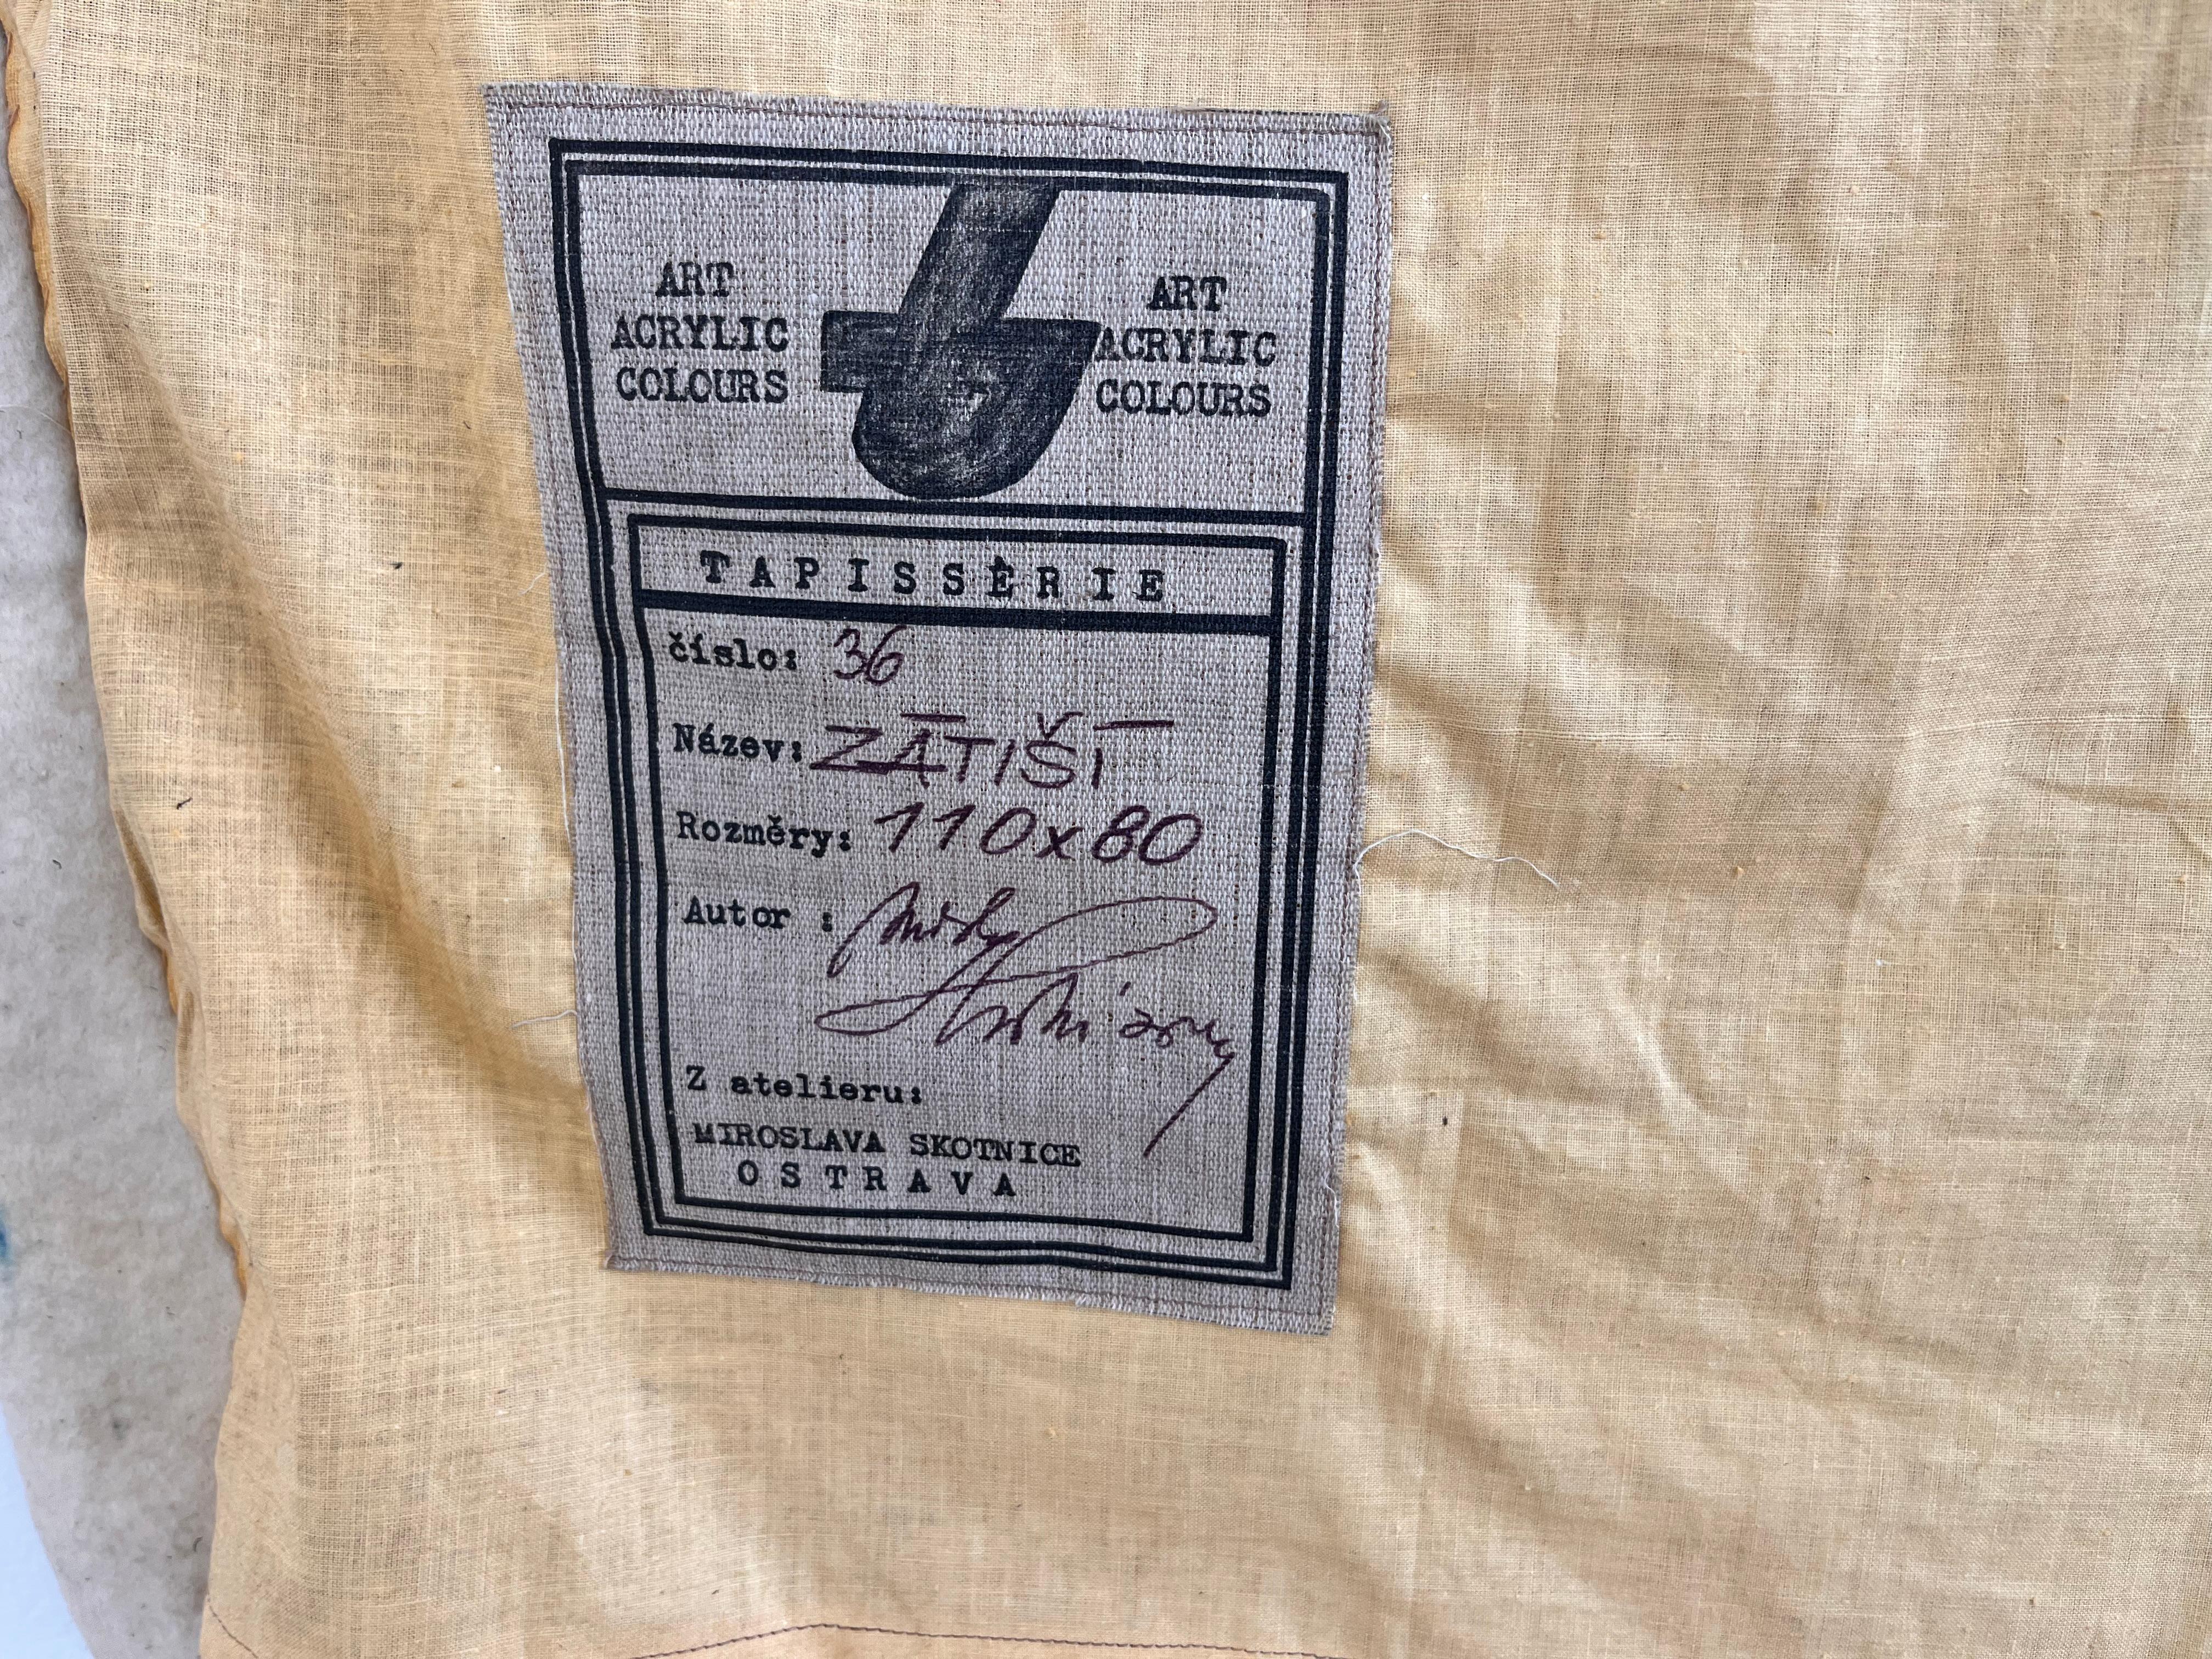 ART
ACRYLIC
COLOURS
ART
ACRYLIC
COLOURS
TAPISSÈRIE
číslo: 36
Název: ZÁTIŠÍ
Rozměry: 110x80
Autor :
Z atelieru:
MIROSLAVA SKOTNICE
OSTRAVA